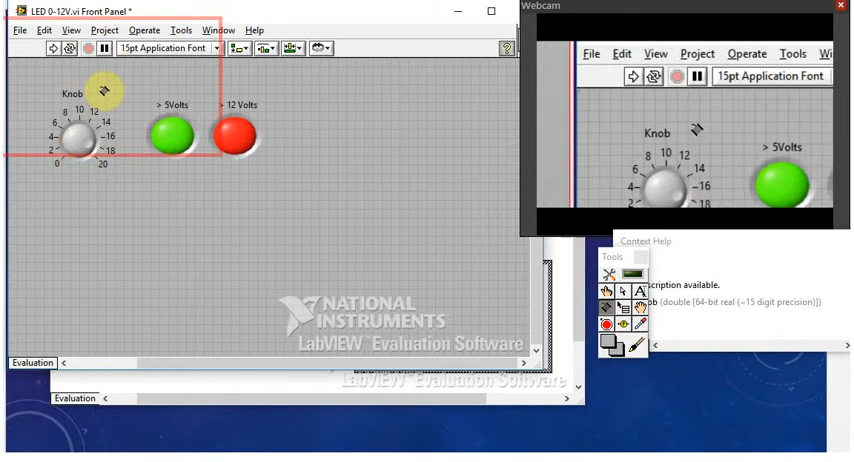 LED 0-12V.vi Front Panel *
File Edit View Project Operate Tools Window Help
15pt Application Font
?
Knob
> 5Volts
> 12 Volts
0
2
4
6
8
10
12
14
16
18
20
NATIONAL
INSTRUMENTS
LabVIEW Evaluation Software
Evaluation
LabVIEW Evaluation Software
Evaluation
Webcam
File Edit View Project Operate Tools
15pt Application Font
Knob
> 5Volts
4
6
8
10
12
14
16
18
Context Help
Tools
scription available.
ob (double [64-bit real (~15 digit precision)])
A